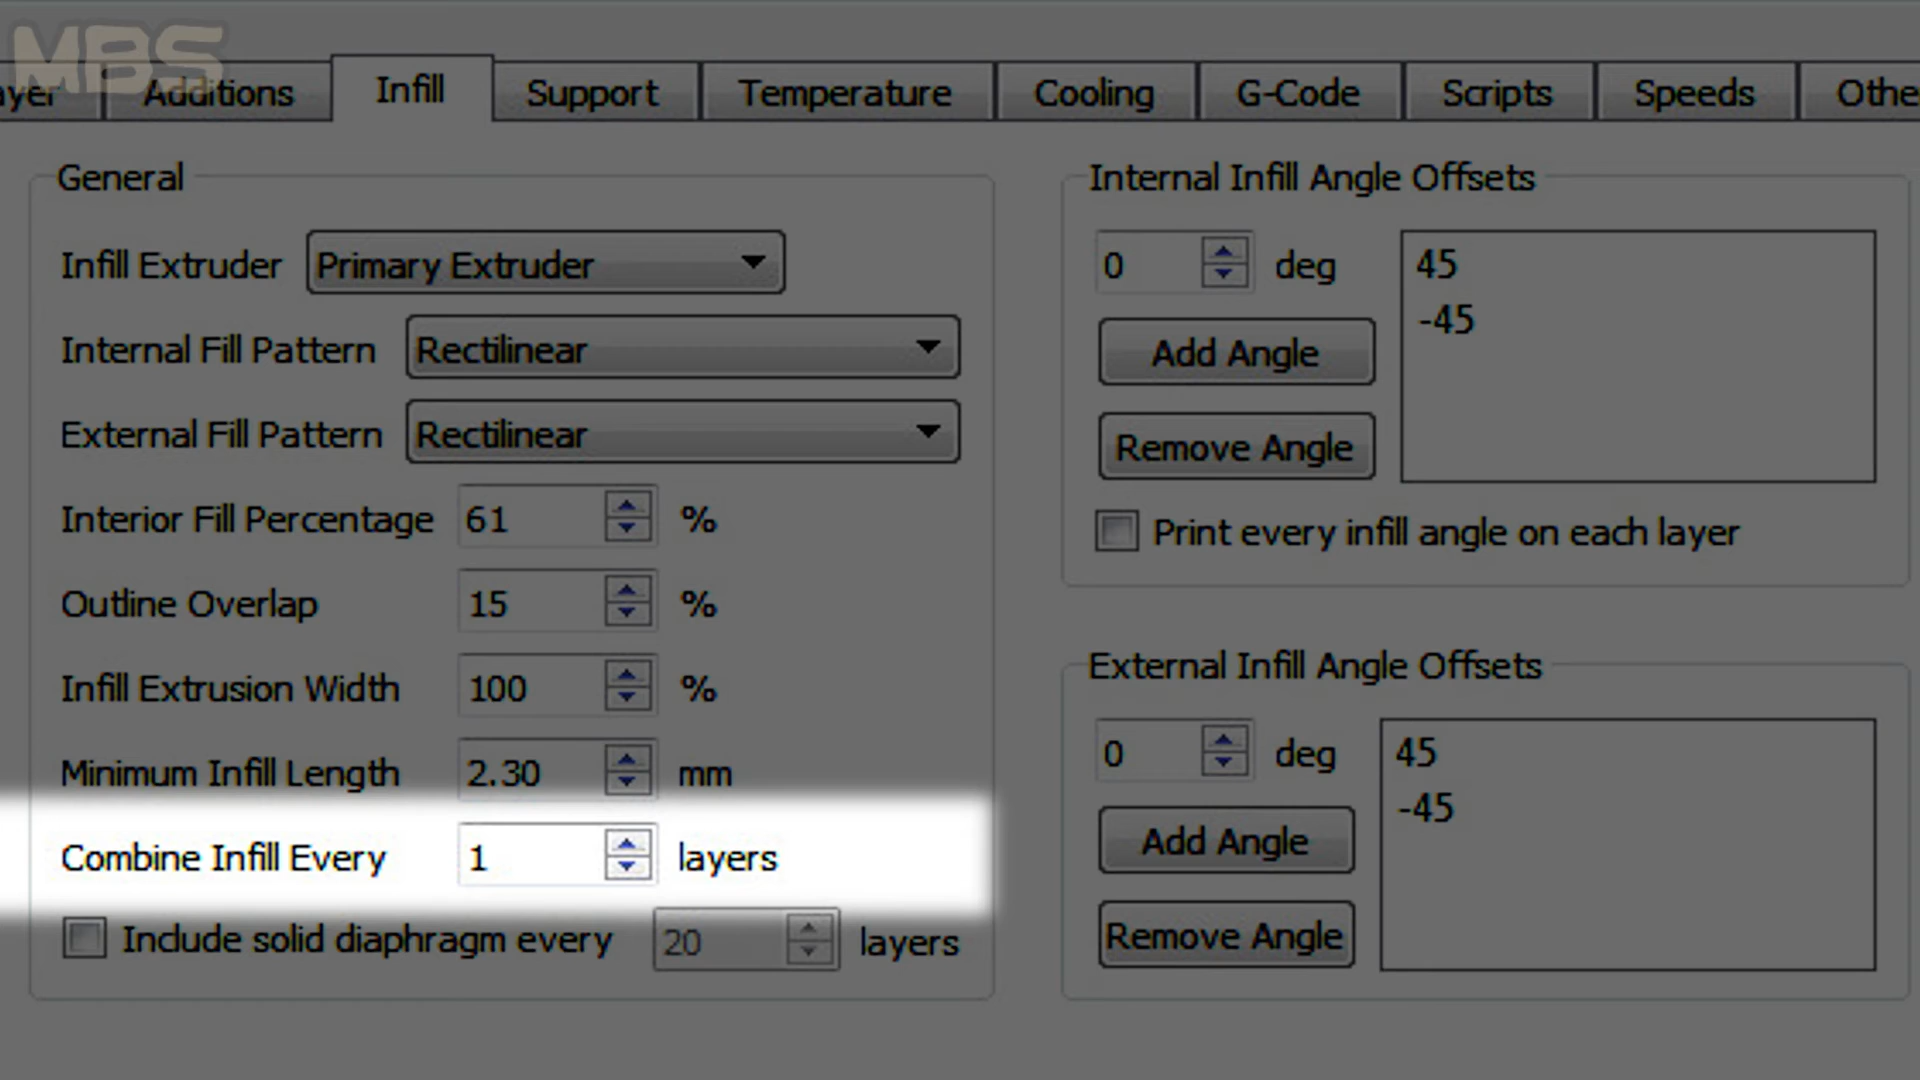 MBS
ayer Additions Infill Support Temperature Cooling G-Code Scripts Speeds Othe
General
Infill Extruder Primary Extruder
Internal Fill Pattern Rectilinear
External Fill Pattern Rectilinear
Interior Fill Percentage 61 %
Outline Overlap 15 %
Infill Extrusion Width 100 %
Minimum Infill Length 2.30 mm
Combine Infill Every 1 layers
Include solid diaphragm every 20 layers
Internal Infill Angle Offsets
0 deg
Add Angle
Remove Angle
45
-45
Print every infill angle on each layer
External Infill Angle Offsets
0 deg
Add Angle
Remove Angle
45
-45